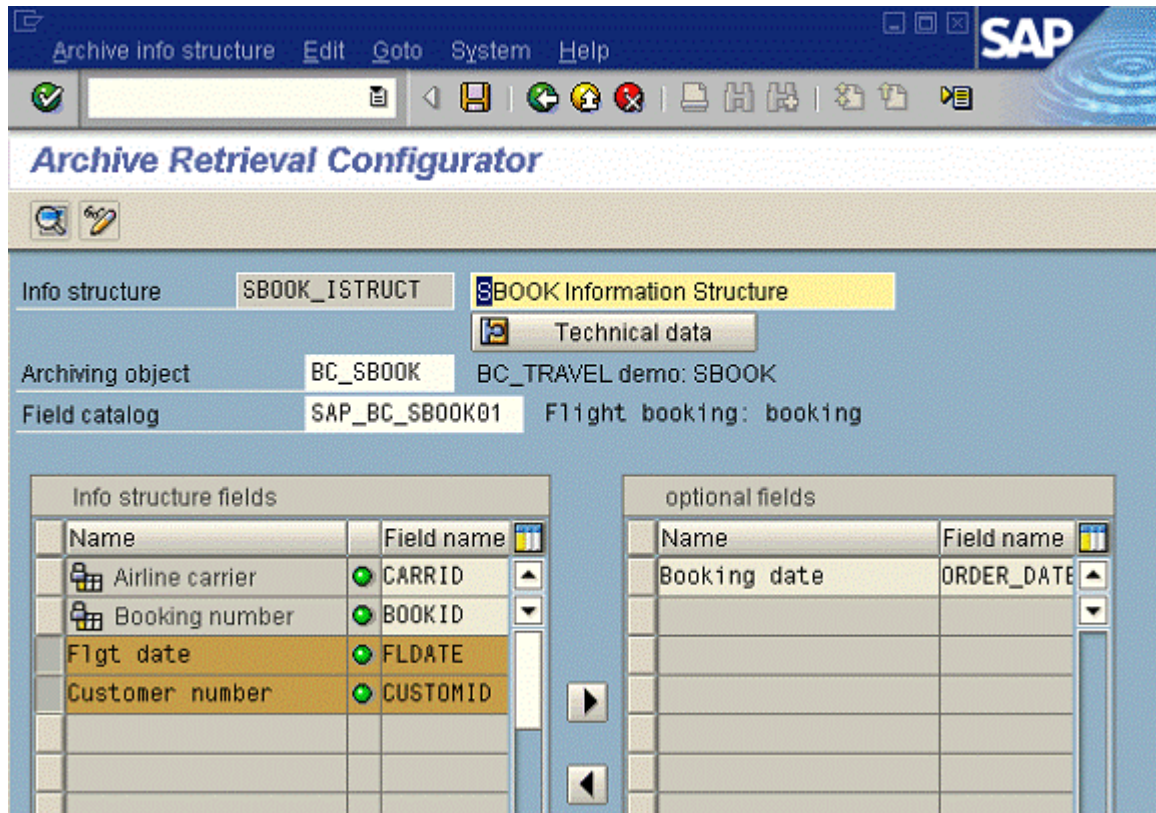 SAP
Archive info structure Edit Goto System Help
Archive Retrieval Configurator
Info structure SBOOK_ISTRUCT SBOOK Information Structure
Technical data
Archiving object BC_SBOOK BC_TRAVEL demo: SBOOK
Field catalog SAP_BC_SBOOK01 Flight booking: booking
Info structure fields optional fields
Name Field name Name Field name
Airline carrier CARRID Booking date ORDER_DATE
Booking number BOOKID
Flgt date FLDATE
Customer number CUSTOMID